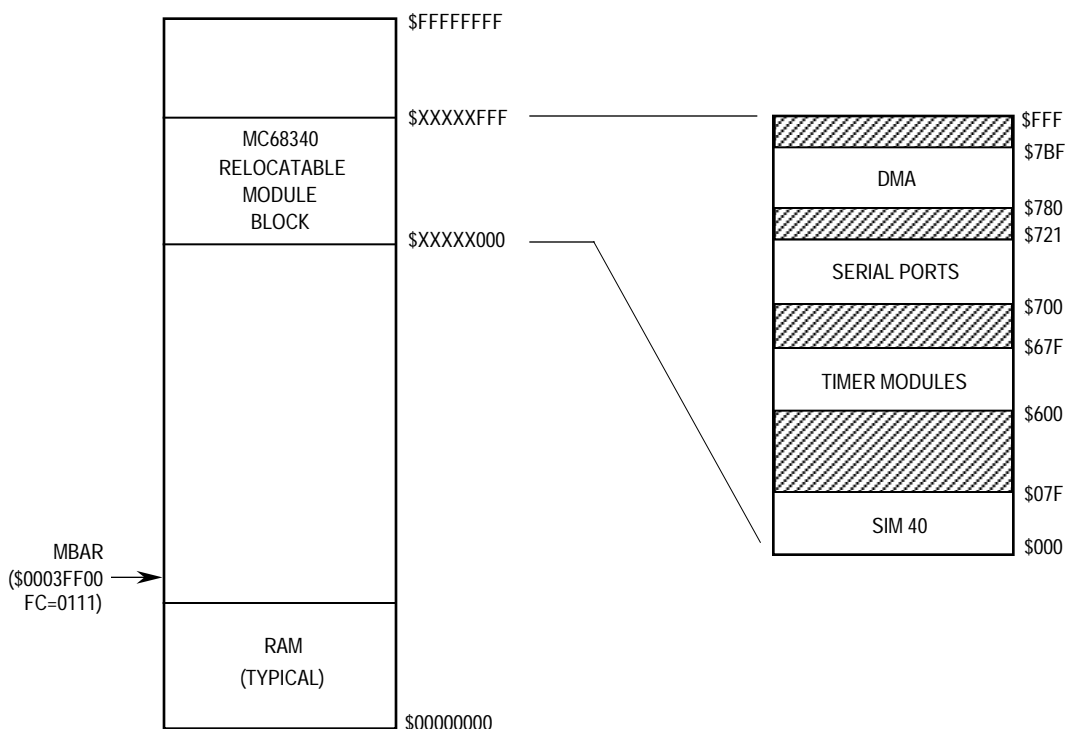 $FFFFFFFF
$XXXXXFFF
MC68340
RELOCATABLE
MODULE
BLOCK
$XXXXX000
MBAR
($0003FF00
FC=0111)
RAM
(TYPICAL)
$00000000
$FFF
$7BF
DMA
$780
$721
SERIAL PORTS
$700
$67F
TIMER MODULES
$600
$07F
SIM 40
$000